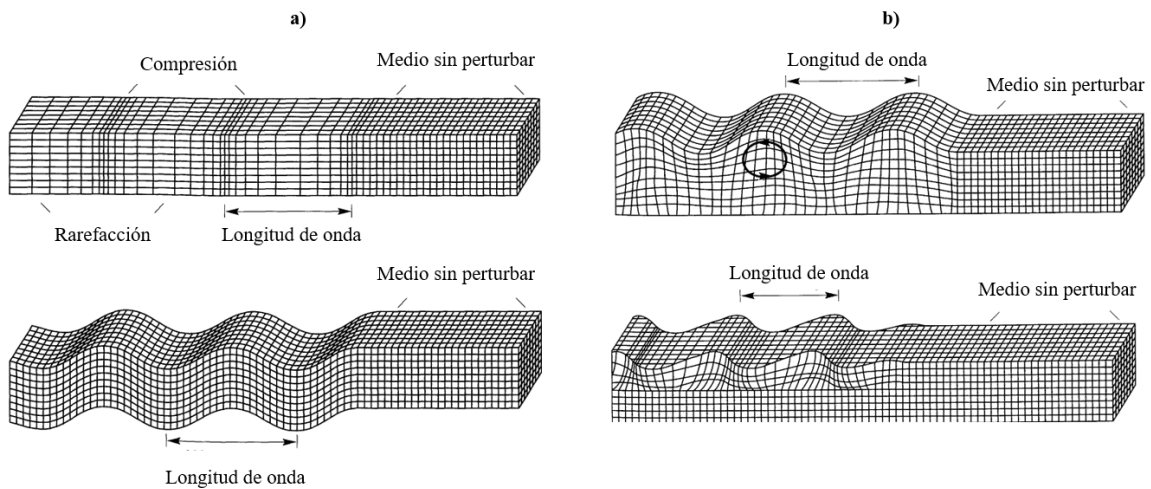 a)
Compresión
Medio sin perturbar
Rarefacción
Longitud de onda
Medio sin perturbar
Longitud de onda
b)
Longitud de onda
Medio sin perturbar
Longitud de onda
Medio sin perturbar